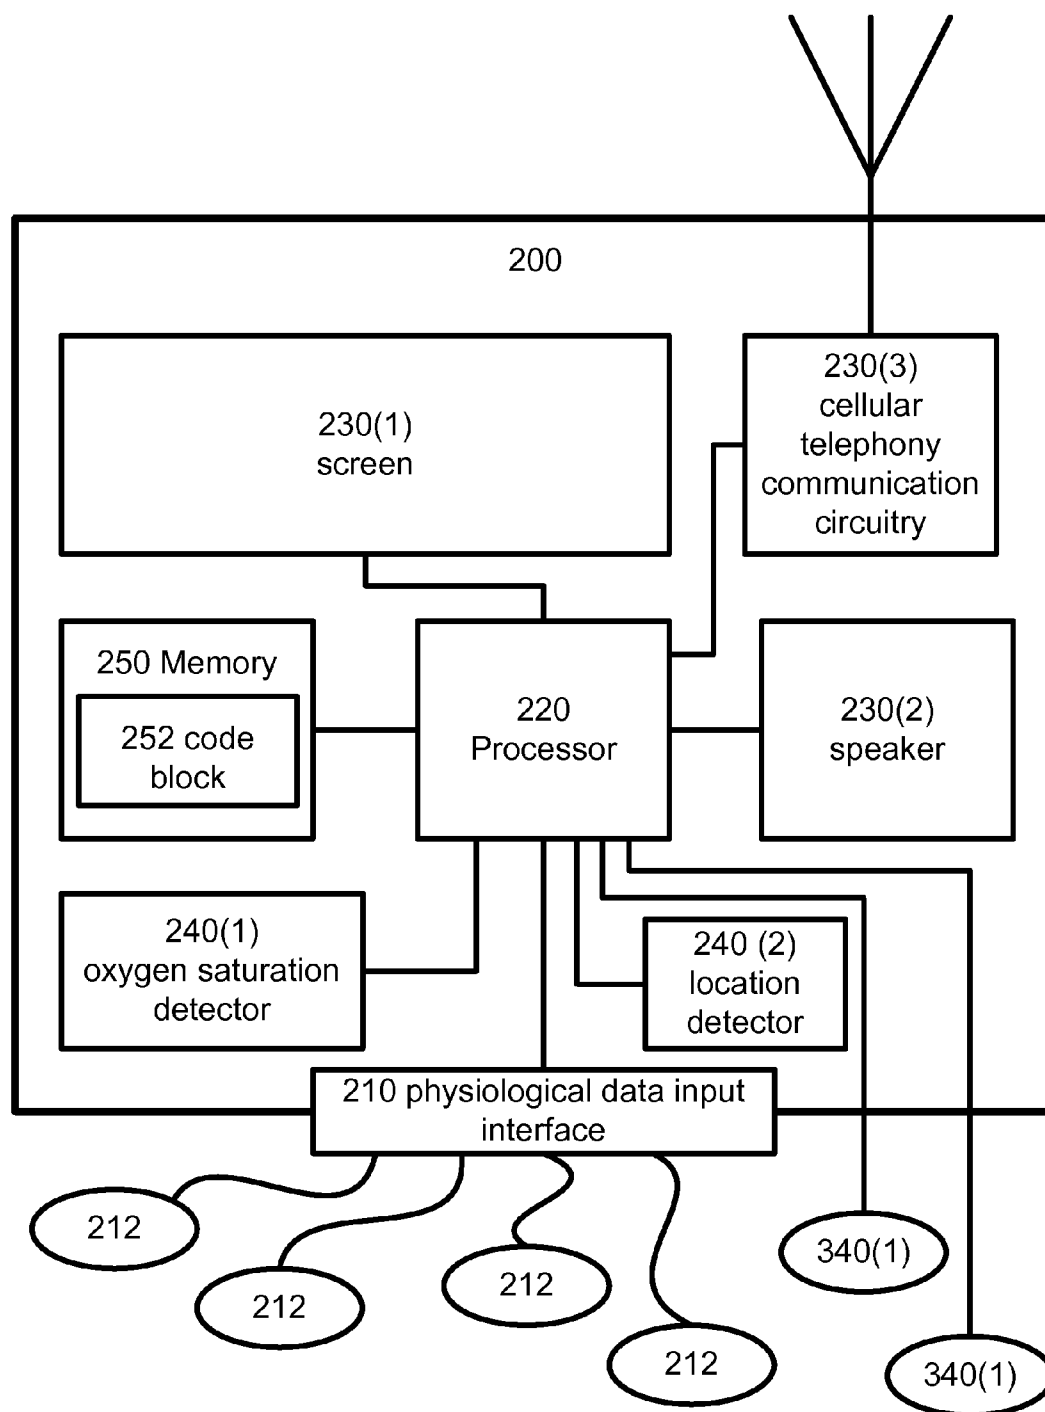 200
230(1)
screen
230(3)
cellular
telephony
communication
circuitry
250 Memory
252 code
block
220
Processor
230(2)
speaker
240(1)
oxygen saturation
detector
240 (2)
location
detector
210 physiological data input
interface
212
212
212
212
340(1)
340(1)